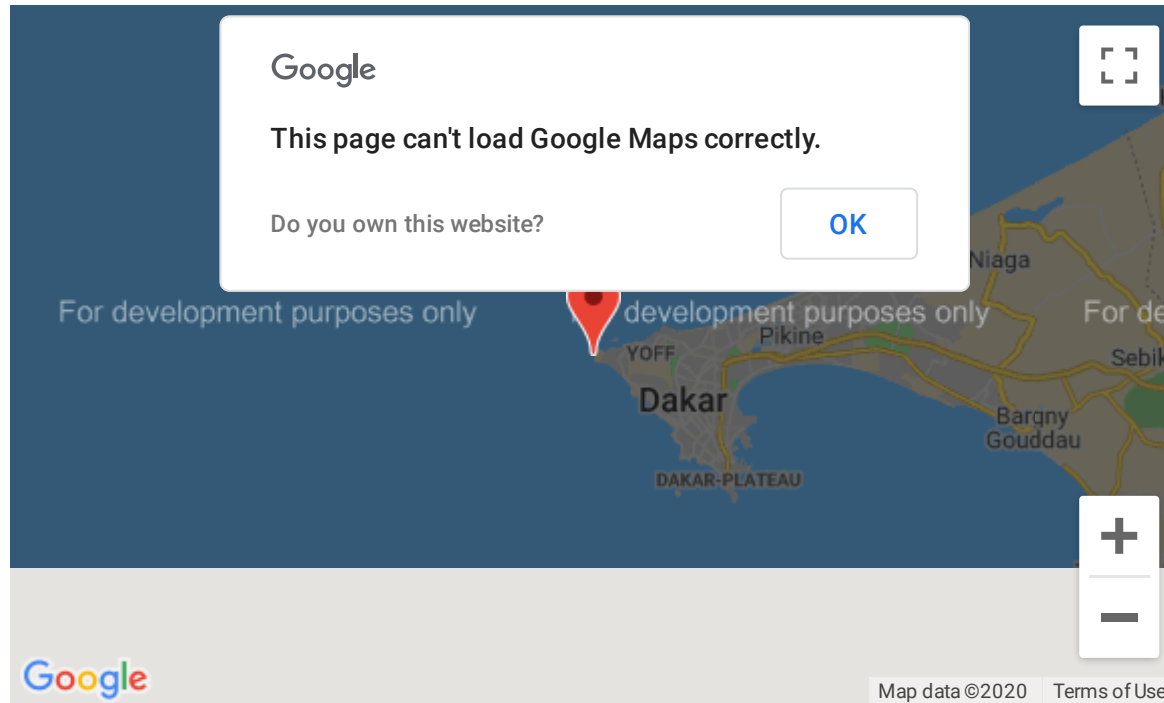 Google
This page can't load Google Maps correctly.
Do you own this website?
OK
Niaga
For development purposes only
development purposes only
For de
Pikine
YOFF
Sebik
Dakar
Bargny
Gouddau
DAKAR-PLATEAU
Google
Map data ©2020
Terms of Use